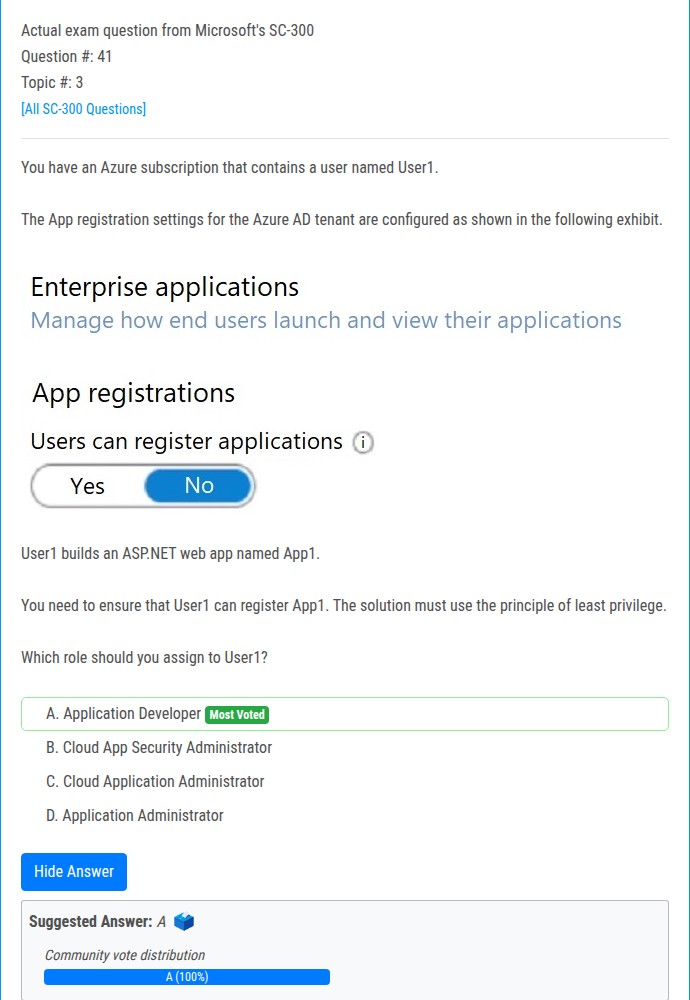 Actual exam question from Microsoft's SC-300
Question #: 41
Topic #: 3
[All SC-300 Questions]
You have an Azure subscription that contains a user named User1.
The App registration settings for the Azure AD tenant are configured as shown in the following exhibit.
Enterprise applications
Manage how end users launch and view their applications
App registrations
Users can register applications i
Yes No
User1 builds an ASP.NET web app named App1.
You need to ensure that User1 can register App1. The solution must use the principle of least privilege.
Which role should you assign to User1?
A. Application Developer Most Voted
B. Cloud App Security Administrator
C. Cloud Application Administrator
D. Application Administrator
Hide Answer
Suggested Answer: A
Community vote distribution
A (100%)